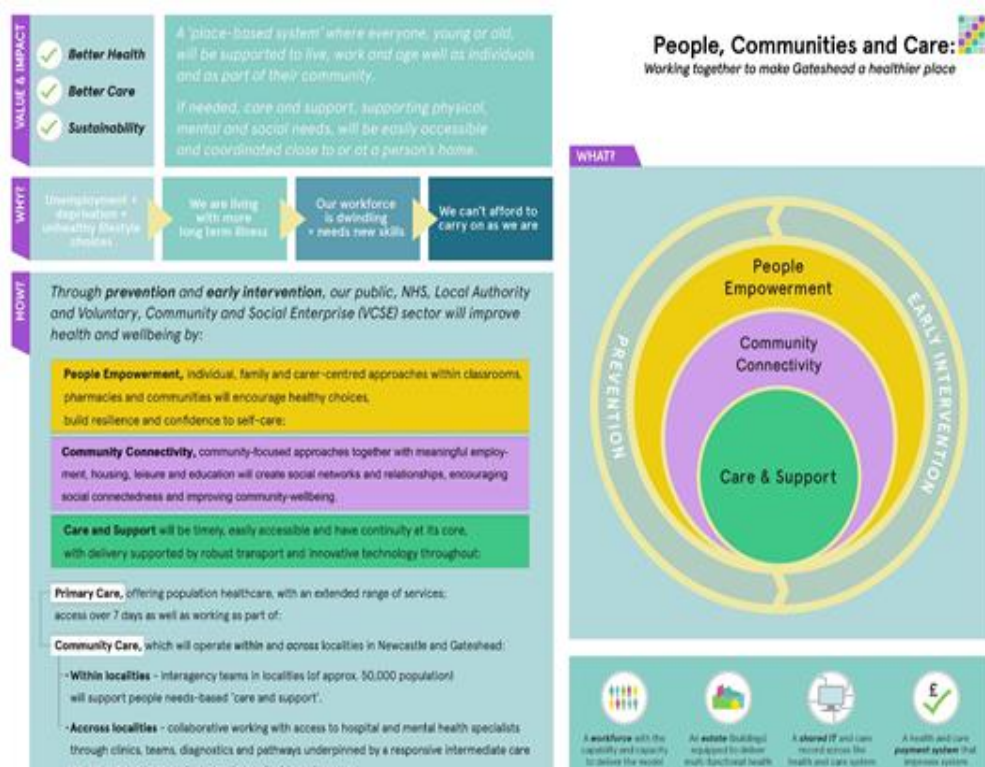 VALUE & IMPACT
Better Health
Better Care
Sustainability
A 'place-based system' where everyone, young or old,
will be supported to live, work and age well as individuals
and as part of their community.
If needed, care and support, supporting physical,
mental and social needs, will be easily accessible
and coordinated close to or at a person's home.
People, Communities and Care:
Working together to make Gateshead a healthier place
WHY?
Unemployment +
deprivation +
unhealthy lifestyle
choices
We are living
with more
long term illness
Our workforce
is dwindling
+ needs new skills
We can't afford to
carry on as we are
HOW?
Through prevention and early intervention, our public, NHS, Local Authority
and Voluntary, Community and Social Enterprise (VCSE) sector will improve
health and wellbeing by:
People Empowerment, individual, family and carer-centred approaches within classrooms,
pharmacies and communities will encourage healthy choices,
build resilience and confidence to self-care;
Community Connectivity, community-focused approaches together with meaningful employ-
ment, housing, leisure and education will create social networks and relationships, encouraging
social connectedness and improving community-wellbeing.
Care and Support will be timely, easily accessible and have continuity at its core,
with delivery supported by robust transport and innovative technology throughout:
Primary Care, offering population healthcare, with an extended range of services;
access over 7 days as well as working as part of:
Community Care, which will operate within and across localities in Newcastle and Gateshead:
- Within localities - interagency teams in localities (of approx. 50,000 population)
will support people needs-based 'care and support'.
- Accross localities - collaborative working with access to hospital and mental health specialists
through clinics, teams, diagnostics and pathways underpinned by a responsive intermediate care
WHAT?
PREVENTION
EARLY INTERVENTION
People
Empowerment
Community
Connectivity
Care & Support
£
A workforce with the
capability and capacity
to deliver the model
An estate (buildings)
equipped to deliver
multi-functional health
A shared IT and care
record across the
health and care system
A health and care
payment system that